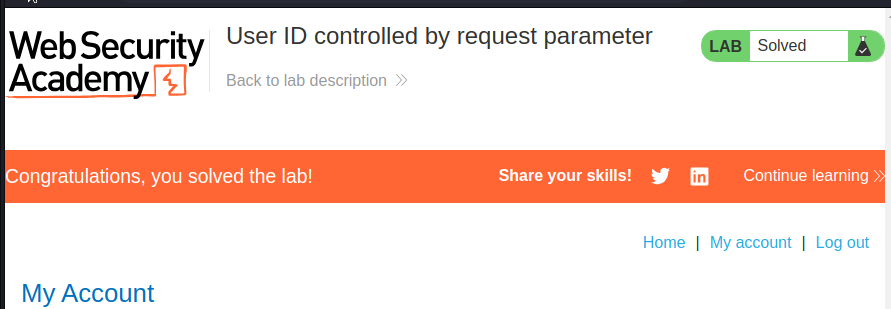 Web Security
Academy
User ID controlled by request parameter
Back to lab description
LAB Solved
Congratulations, you solved the lab!
Share your skills!
Continue learning
Home | My account | Log out
My Account